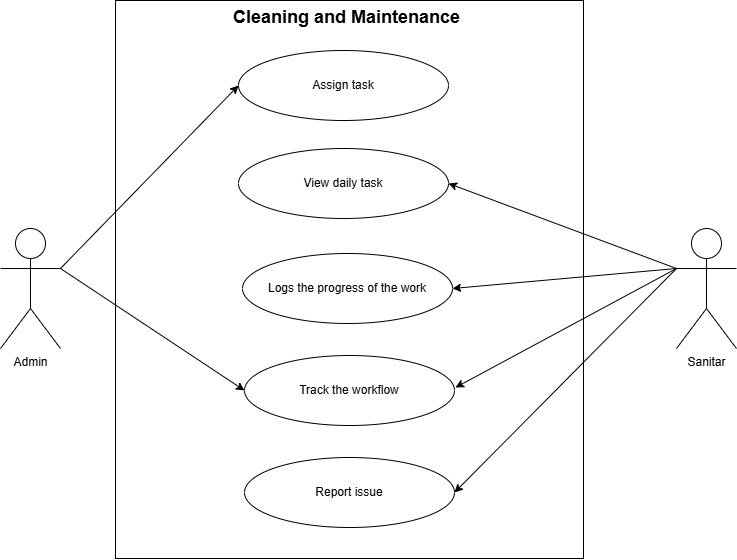 Cleaning and Maintenance
Assign task
View daily task
Logs the progress of the work
Track the workflow
Report issue
Admin
Sanitar